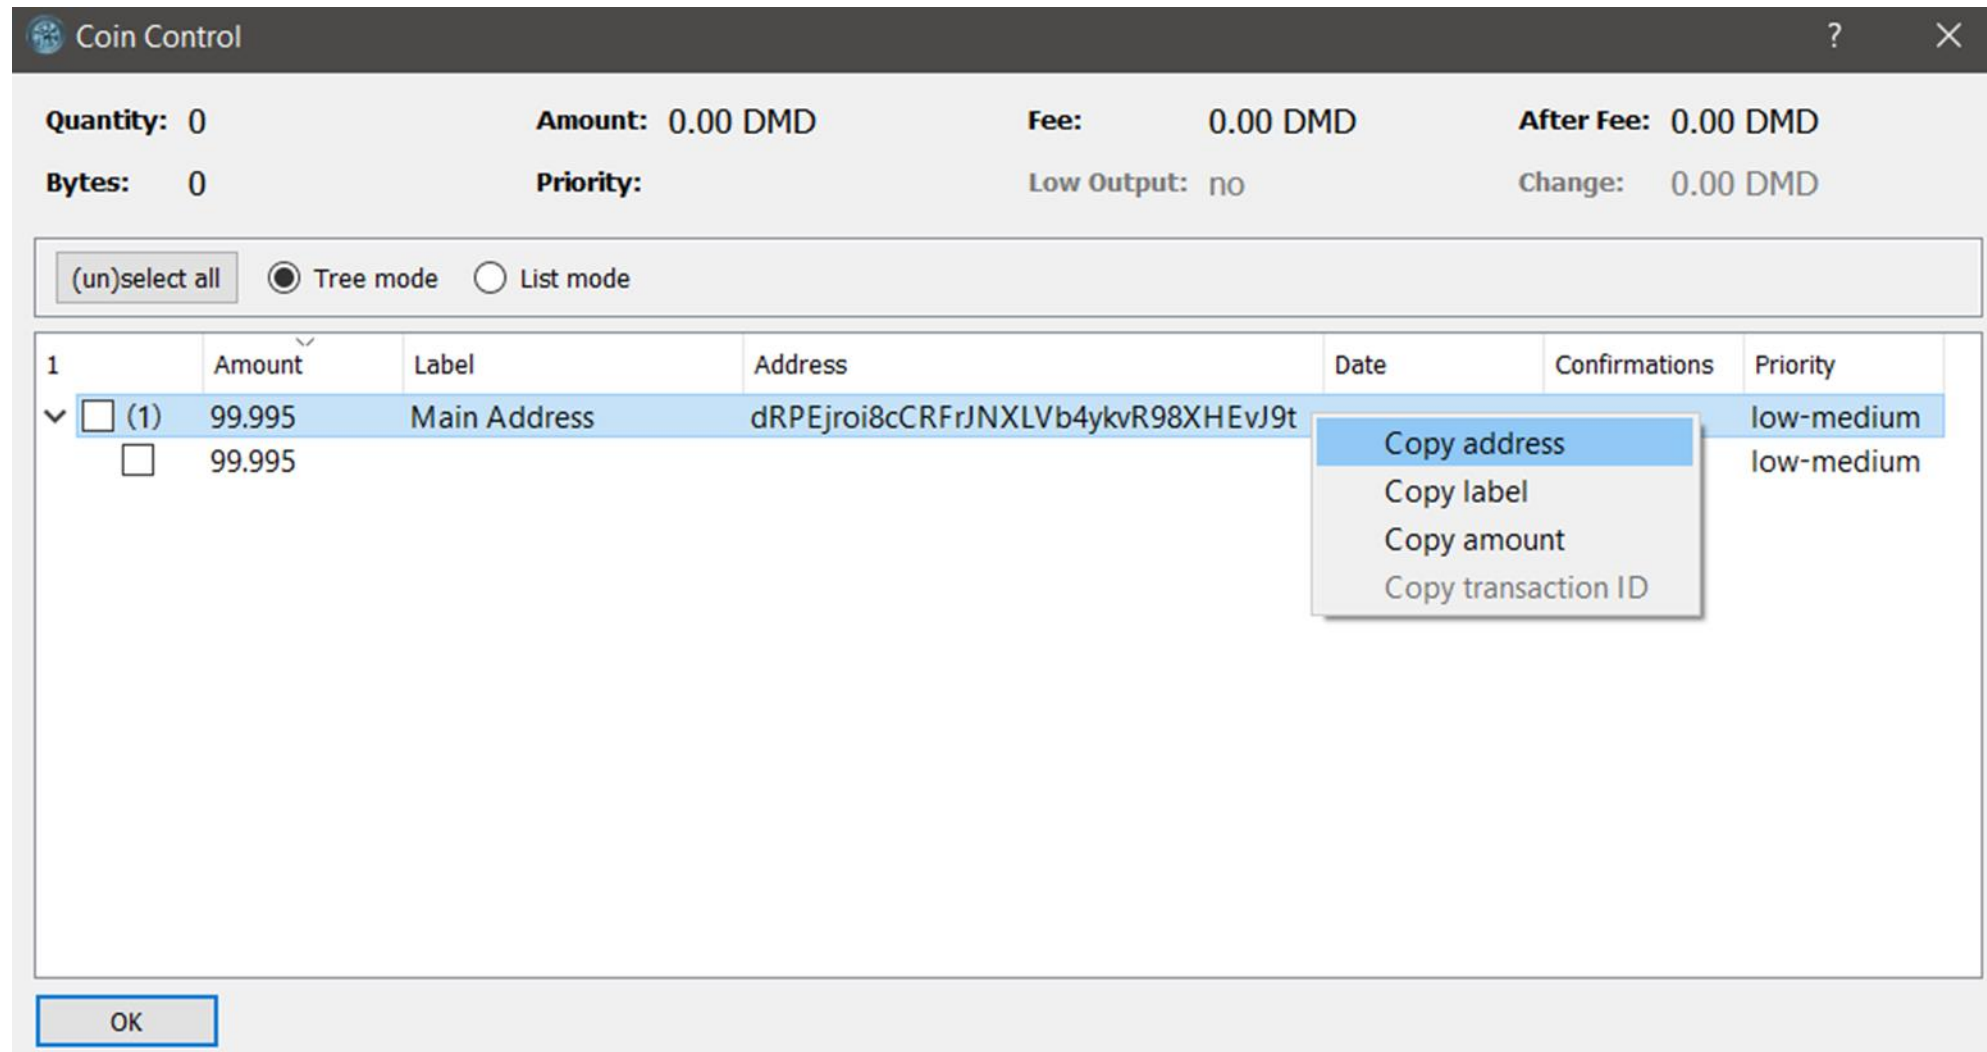 Coin Control ?
Quantity: 0 Amount: 0.00 DMD Fee: 0.00 DMD After Fee: 0.00 DMD
Bytes: 0 Priority: Low Output: no Change: 0.00 DMD
(un)select all Tree mode List mode
1 Amount Label Address Date Confirmations Priority
(1) 99.995 Main Address dRPEjroi8cCRFrJNXLVb4ykvR98XHEvJ9t low-medium
99.995 low-medium
Copy address
Copy label
Copy amount
Copy transaction ID
OK